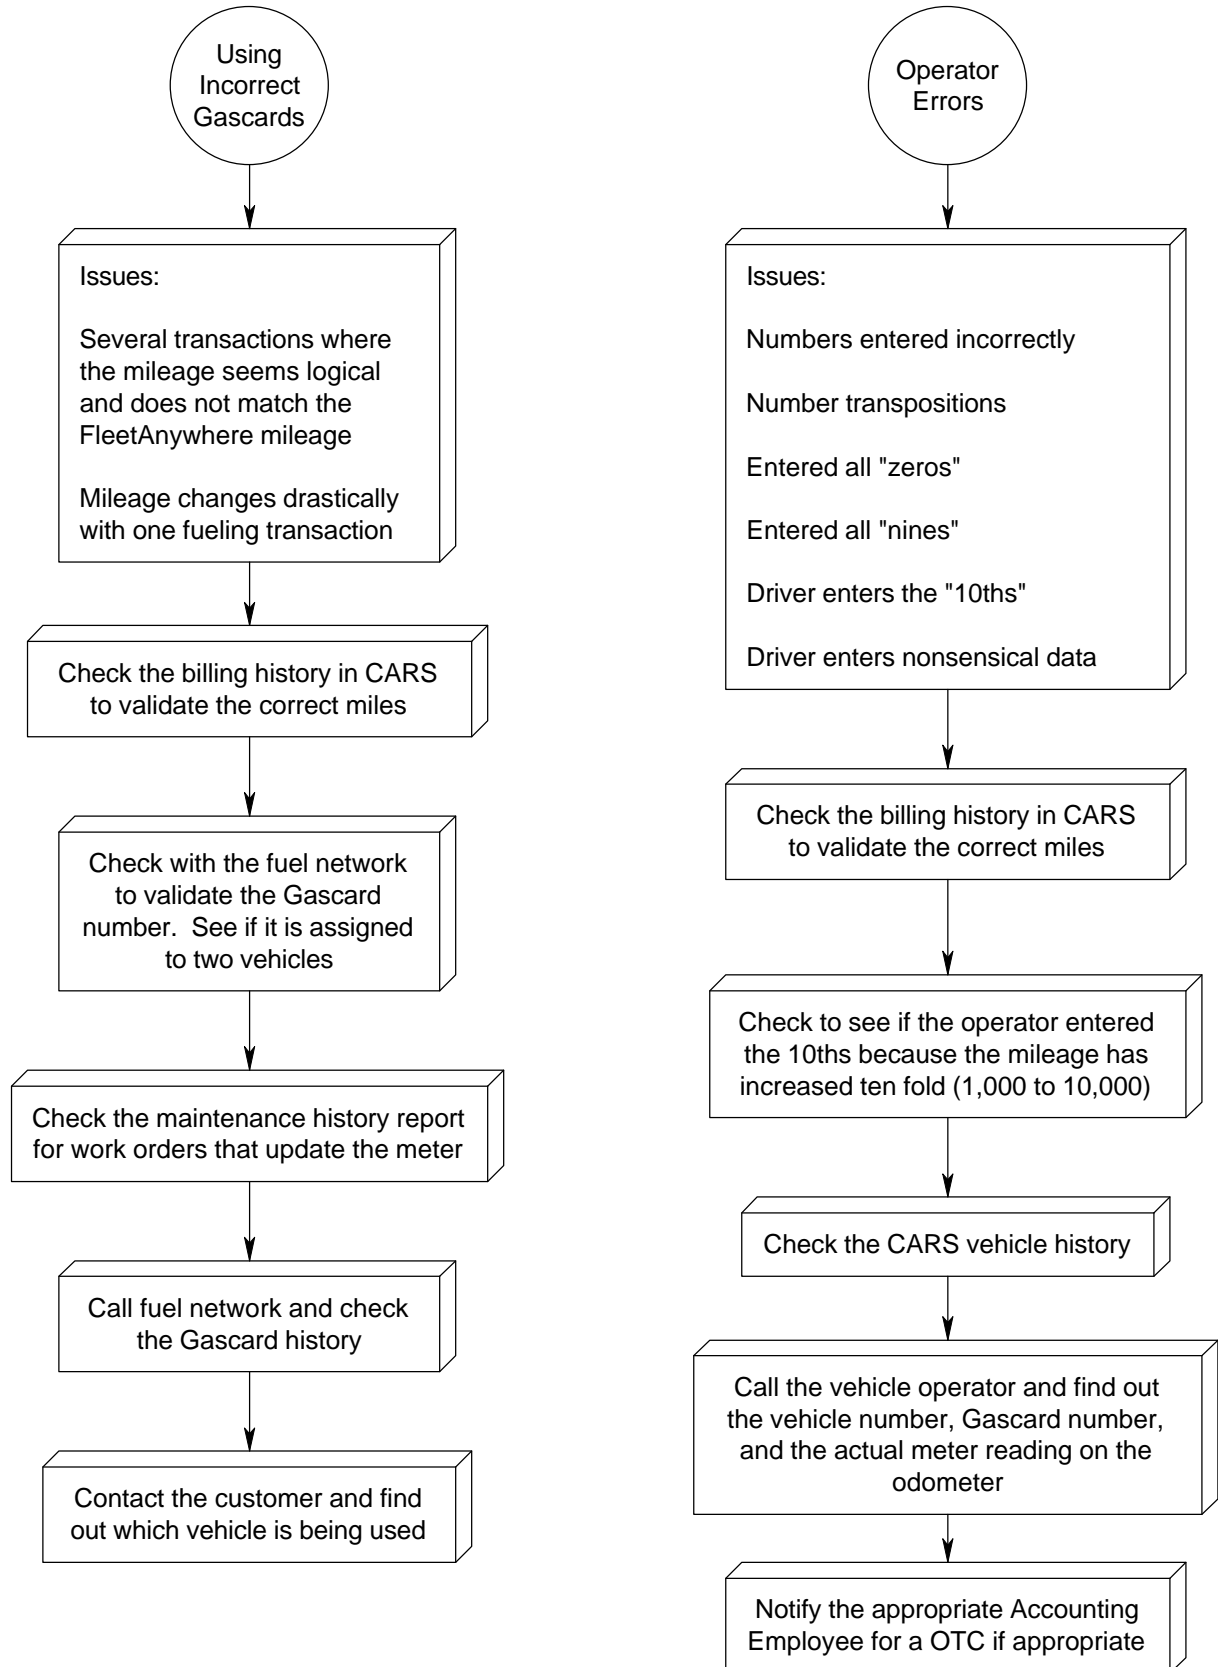 Using
Incorrect
Gascards
Issues:
Several transactions where
the mileage seems logical
and does not match the
FleetAnywhere mileage
Mileage changes drastically
with one fueling transaction
Check the billing history in CARS
to validate the correct miles
Check with the fuel network
to validate the Gascard
number.  See if it is assigned
to two vehicles
Check the maintenance history report
for work orders that update the meter
Call fuel network and check
the Gascard history
Contact the customer and find
out which vehicle is being used
Operator
Errors
Issues:
Numbers entered incorrectly
Number transpositions
Entered all "zeros"
Entered all "nines"
Driver enters the "10ths"
Driver enters nonsensical data
Check the billing history in CARS
to validate the correct miles
Check to see if the operator entered
the 10ths because the mileage has
increased ten fold (1,000 to 10,000)
Check the CARS vehicle history
Call the vehicle operator and find out
the vehicle number, Gascard number,
and the actual meter reading on the
odometer
Notify the appropriate Accounting
Employee for a OTC if appropriate